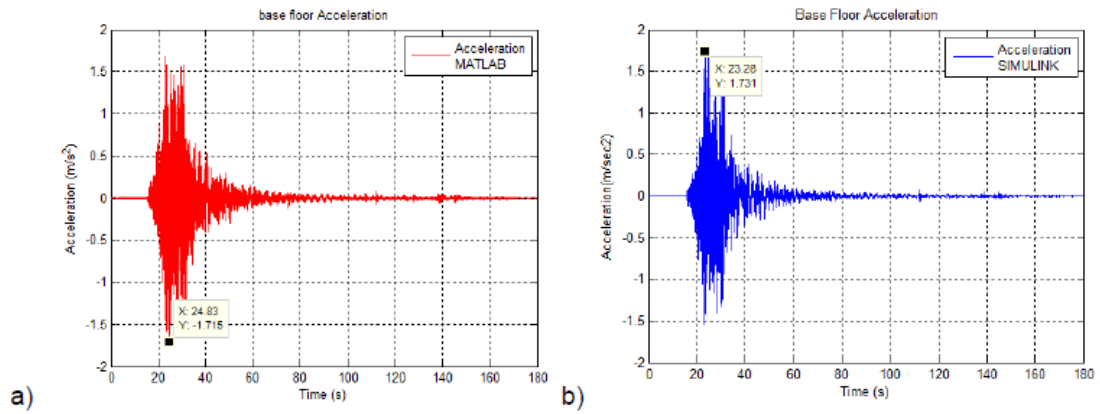 base floor Acceleration
2
1.5
1
0.5
0
-0.5
-1
-1.5
-2
Acceleration (m/s²)
Acceleration
MATLAB
X: 24.83
Y: -1.715
0 20 40 60 80 100 120 140 160 180
Time (s)
a)
Base Floor Acceleration
2
1.5
1
0.5
0
-0.5
-1
-1.5
-2
Acceleration(m/sec2)
X: 23.28
Y: 1.731
Acceleration
SIMULINK
0 20 40 60 80 100 120 140 160 180
Time (s)
b)